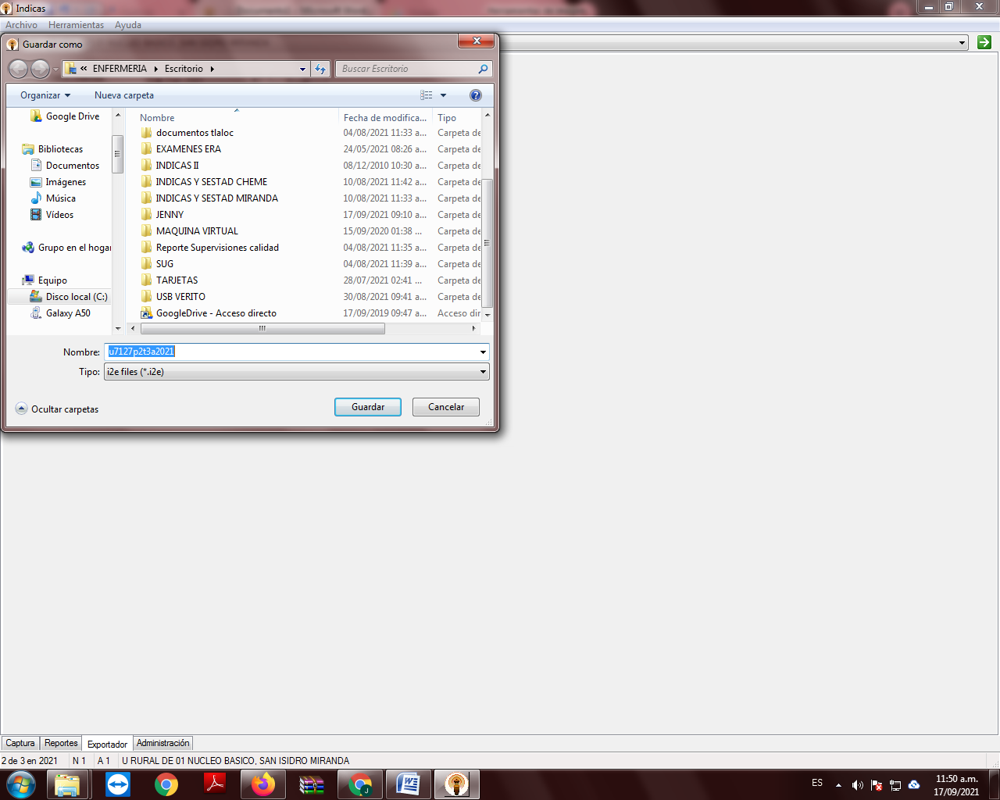 Indicas
Archivo Herramientas Ayuda
Guardar como
« ENFERMERIA Escritorio
Buscar Escritorio
Organizar Nueva carpeta
Google Drive
Bibliotecas
Documentos
Imágenes
Música
Vídeos
Grupo en el hogar
Equipo
Disco local (C:)
Galaxy A50
Nombre Fecha de modifica... Tipo
documentos tlaloc 04/08/2021 11:33 a... Carpeta de
EXAMENES ERA 24/05/2021 08:26 a... Carpeta de
INDICAS II 08/12/2010 10:30 a... Carpeta de
INDICAS Y SESTAD CHEME 10/08/2021 11:42 a... Carpeta de
INDICAS Y SESTAD MIRANDA 10/08/2021 11:33 a... Carpeta de
JENNY 17/09/2021 09:10 a... Carpeta de
MAQUINA VIRTUAL 15/09/2020 01:38 ... Carpeta de
Reporte Supervisiones calidad 04/08/2021 11:35 a... Carpeta de
SUG 04/08/2021 11:39 a... Carpeta de
TARJETAS 28/07/2021 02:41 ... Carpeta de
USB VERITO 30/08/2021 09:41 a... Carpeta de
GoogleDrive - Acceso directo 17/09/2019 09:47 a... Acceso dir
Nombre: u7127p2t3a2021
Tipo: i2e files (*.i2e)
Ocultar carpetas
Guardar Cancelar
Captura Reportes Exportador Administración
2 de 3 en 2021 N 1 A 1 U RURAL DE 01 NUCLEO BASICO, SAN ISIDRO MIRANDA
ES
11:50 a.m.
17/09/2021